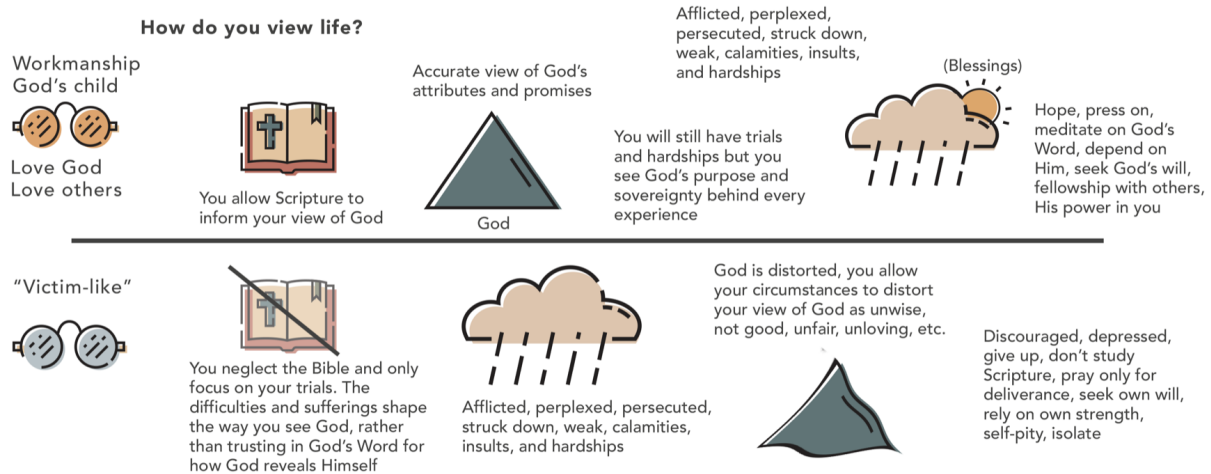 How do you view life?
Workmanship
God's child
Love God
Love others
You allow Scripture to
inform your view of God
Accurate view of God's
attributes and promises
God
You will still have trials
and hardships but you
see God's purpose and
sovereignty behind every
experience
Afflicted, perplexed,
persecuted, struck down,
weak, calamities, insults,
and hardships
(Blessings)
Hope, press on,
meditate on God's
Word, depend on
Him, seek God's will,
fellowship with others,
His power in you
"Victim-like"
You neglect the Bible and only
focus on your trials. The
difficulties and sufferings shape
the way you see God, rather
than trusting in God's Word for
how God reveals Himself
Afflicted, perplexed, persecuted,
struck down, weak, calamities,
insults, and hardships
God is distorted, you allow
your circumstances to distort
your view of God as unwise,
not good, unfair, unloving, etc.
Discouraged, depressed,
give up, don't study
Scripture, pray only for
deliverance, seek own will,
rely on own strength,
self-pity, isolate